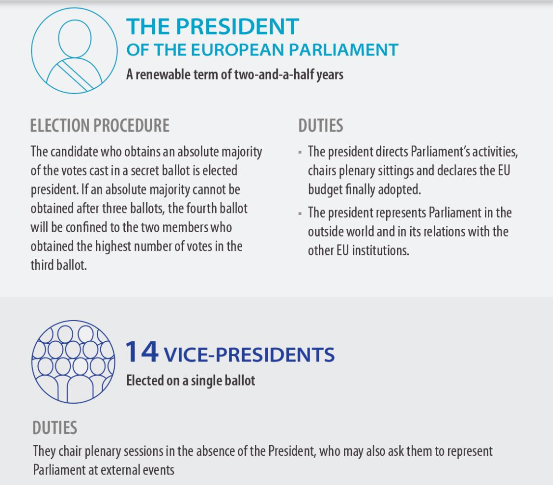 THE PRESIDENT
OF THE EUROPEAN PARLIAMENT
A renewable term of two-and-a-half years
ELECTION PROCEDURE
The candidate who obtains an absolute majority
of the votes cast in a secret ballot is elected
president. If an absolute majority cannot be
obtained after three ballots, the fourth ballot
will be confined to the two members who
obtained the highest number of votes in the
third ballot.
DUTIES
▪ The president directs Parliament's activities,
chairs plenary sittings and declares the EU
budget finally adopted.
▪ The president represents Parliament in the
outside world and in its relations with the
other EU institutions.
14 VICE-PRESIDENTS
Elected on a single ballot
DUTIES
They chair plenary sessions in the absence of the President, who may also ask them to represent
Parliament at external events